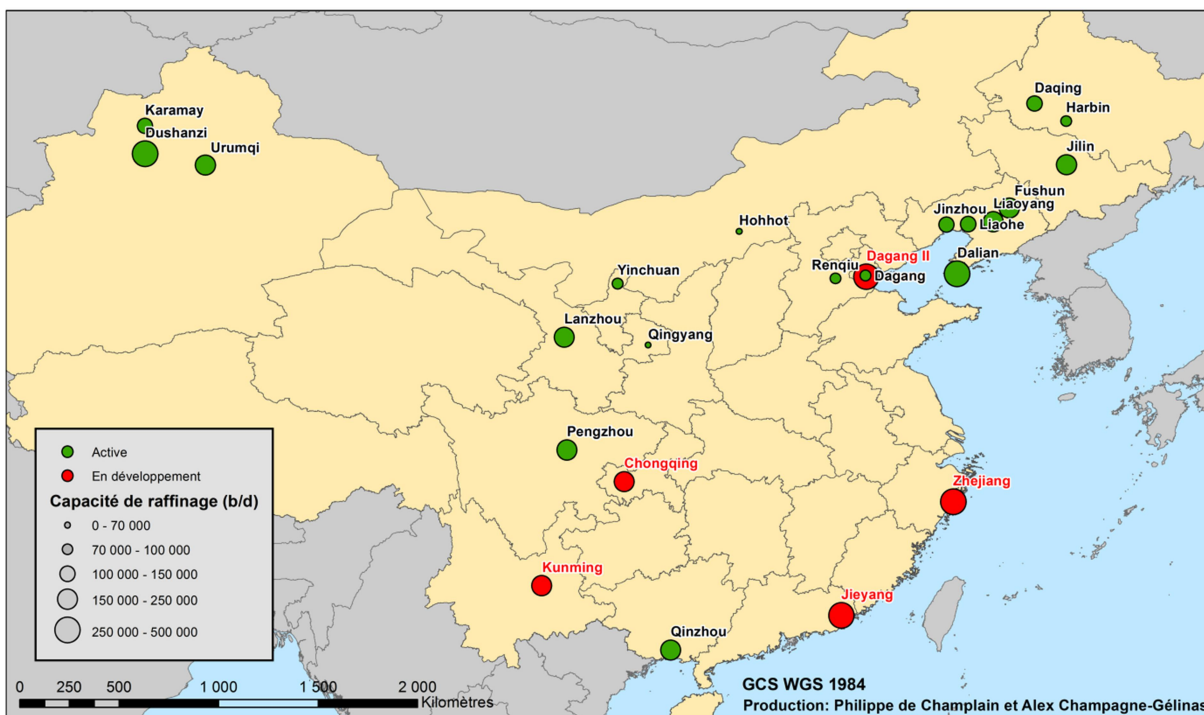 Karamay
Dushanzi
Urumqi
Daqing
Harbin
Jilin
Fushun
Liaoyang
Jinzhou
Liaohe
Hohhot
Dagang II
Dalian
Renqiu
Dagang
Yinchuan
Lanzhou
Qingyang
Pengzhou
Chongqing
Zhejiang
Kunming
Jieyang
Qinzhou
Active
En développement
Capacité de raffinage (b/d)
0 - 70 000
70 000 - 100 000
100 000 - 150 000
150 000 - 250 000
250 000 - 500 000
0 250 500 1 000 1 500 2 000
Kilomètres
GCS WGS 1984
Production: Philippe de Champlain et Alex Champagne-Gélinas